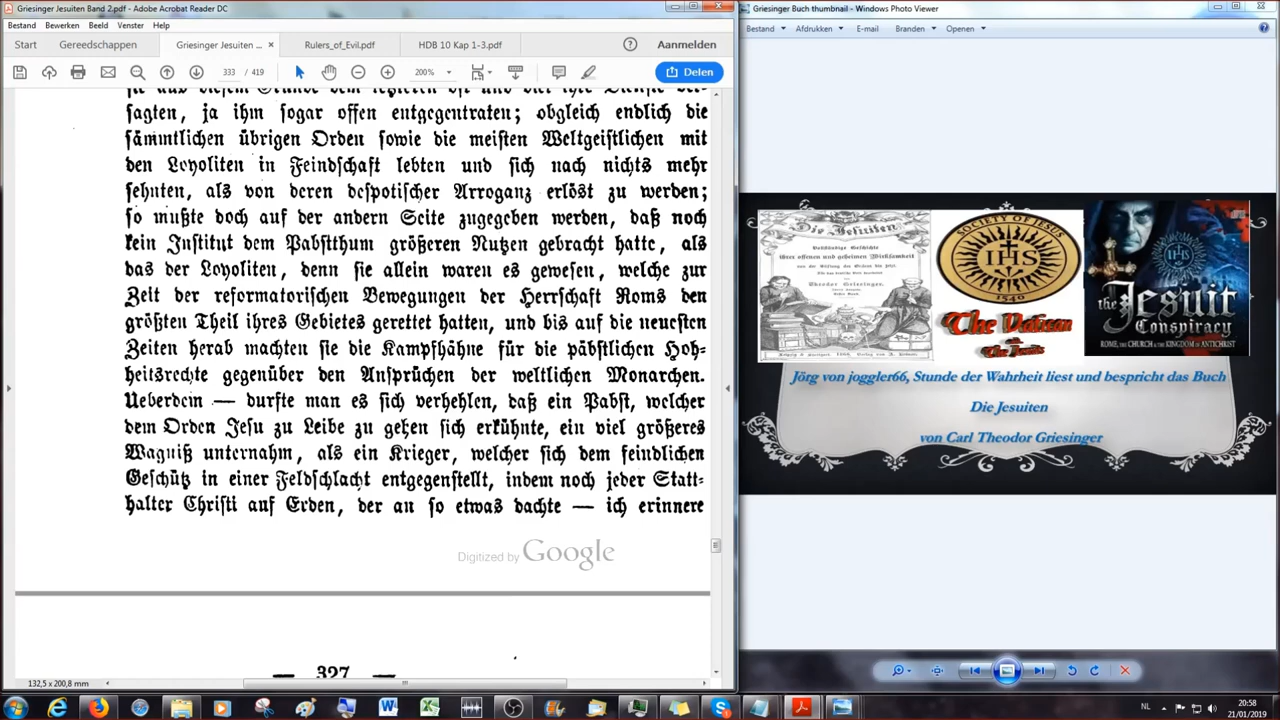 Griesinger Jesuiten Band 2.pdf - Adobe Acrobat Reader DC
Bestand Bewerken Beeld Venster Help
Start Gereedschappen Griesinger Jesuiten ... × Rulers_of_Evil.pdf HDB 10 Kap 1-3.pdf Aanmelden
333 / 419 200% Delen
sagten, ja ihm sogar offen entgegentraten; obgleich endlich die
sämmtlichen übrigen Orden sowie die meisten Weltgeistlichen mit
den Loyoliten in Feindschaft lebten und sich nach nichts mehr
sehnten, als von deren despotischer Arroganz erlöst zu werden;
so mußte doch auf der andern Seite zugegeben werden, daß noch
kein Institut dem Pabstthum größeren Nutzen gebracht hatte, als
das der Loyoliten, denn sie allein waren es gewesen, welche zur
Zeit der reformatorischen Bewegungen der Herrschaft Roms den
größten Theil ihres Gebietes gerettet hatten, und bis auf die neuesten
Zeiten herab machten sie die Kampfhähne für die päbstlichen Hoh-
heitsrechte gegenüber den Ansprüchen der weltlichen Monarchen.
Ueberdem — durfte man es sich verhehlen, daß ein Pabst, welcher
dem Orden Jesu zu Leibe zu gehen sich erkühnte, ein viel größeres
Wagniß unternahm, als ein Krieger, welcher sich dem feindlichen
Geschütz in einer Feldschlacht entgegenstellt, indem noch jeder Statt-
halter Christi auf Erden, der an so etwas dachte — ich erinnere
Digitized by Google
— 327 —
132,5 x 200,8 mm
Griesinger Buch thumbnail - Windows Photo Viewer
Bestand Afdrukken E-mail Branden Openen
Die Jesuiten
Vollständige Geschichte
Theodor Griesinger
SOCIETY OF JESUS
IHS
1540
The Vatican
The Jesuits
the Jesuit
Conspiracy
ROME, THE CHURCH & THE KINGDOM OF ANTICHRIST
Jörg von joggler66, Stunde der Wahrheit liest und bespricht das Buch
Die Jesuiten
von Carl Theodor Griesinger
NL 20:58
21/01/2019